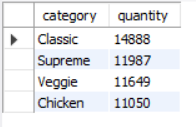 category quantity
Classic 14888
Supreme 11987
Veggie 11649
Chicken 11050